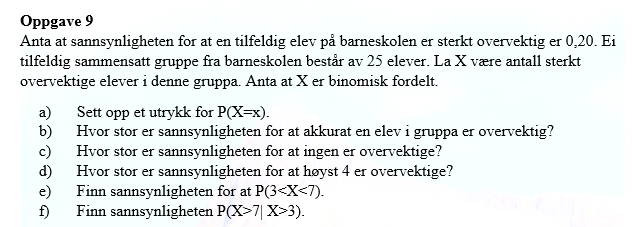 Oppgave 9
Anta at sannsynligheten for at en tilfeldig elev på barneskolen er sterkt overvektig er 0,20. Ei
tilfeldig sammensatt gruppe fra barneskolen består av 25 elever. La X være antall sterkt
overvektige elever i denne gruppa. Anta at X er binomisk fordelt.
a) Sett opp et utrykk for P(X=x).
b) Hvor stor er sannsynligheten for at akkurat en elev i gruppa er overvektig?
c) Hvor stor er sannsynligheten for at ingen er overvektige?
d) Hvor stor er sannsynligheten for at høyst 4 er overvektige?
e) Finn sannsynligheten for at P(3<X<7).
f) Finn sannsynligheten P(X>7| X>3).